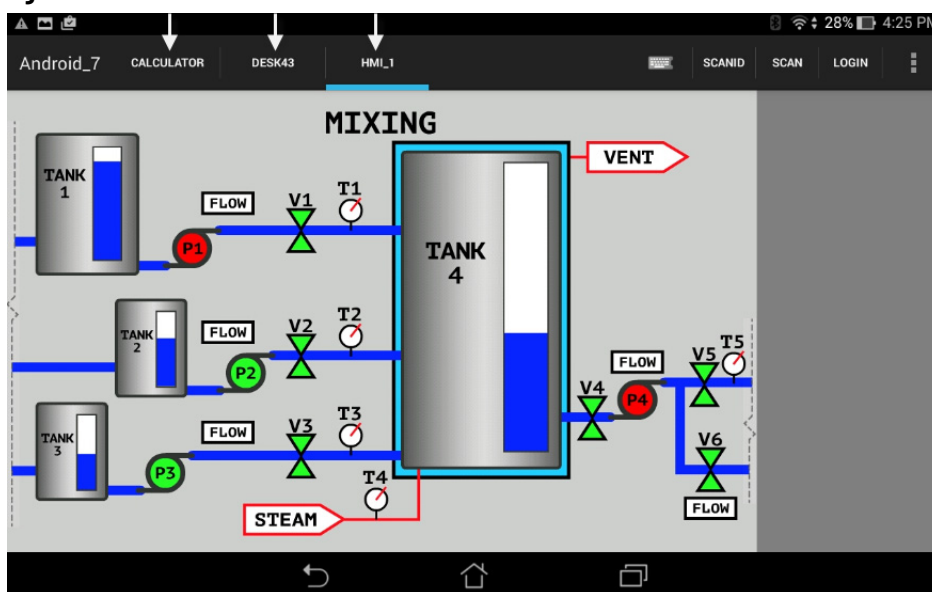 28% 4:25 PM
Android_7 CALCULATOR DESK43 HMI_1 SCANID SCAN LOGIN
MIXING
VENT
TANK
1
FLOW
V1
T1
P1
TANK
4
TANK
2
FLOW
V2
T2
P2
FLOW
V5
T5
V4
P4
TANK
3
FLOW
V3
T3
P3
V6
T4
STEAM
FLOW